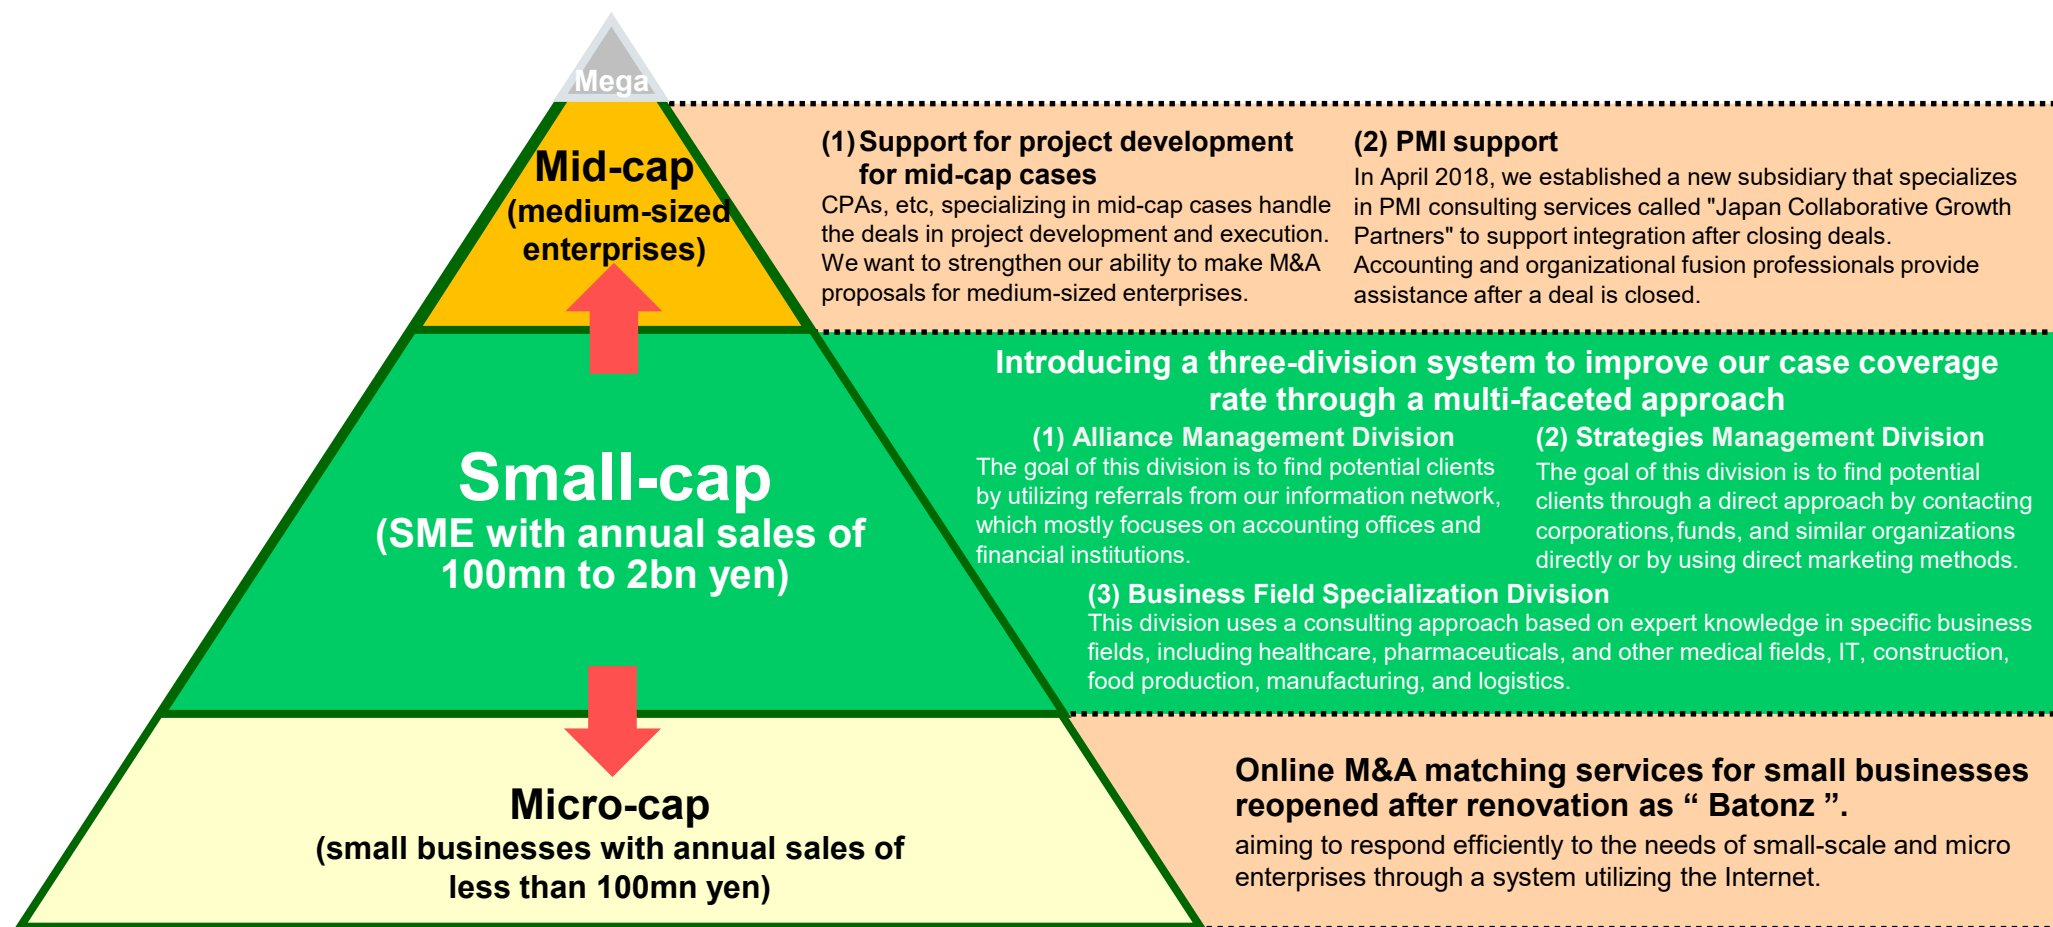 Mega
Mid-cap
(medium-sized
enterprises)
(1) Support for project development
for mid-cap cases
CPAs, etc, specializing in mid-cap cases handle
the deals in project development and execution.
We want to strengthen our ability to make M&A
proposals for medium-sized enterprises.
(2) PMI support
In April 2018, we established a new subsidiary that specializes
in PMI consulting services called "Japan Collaborative Growth
Partners" to support integration after closing deals.
Accounting and organizational fusion professionals provide
assistance after a deal is closed.
Small-cap
(SME with annual sales of
100mn to 2bn yen)
Introducing a three-division system to improve our case coverage
rate through a multi-faceted approach
(1) Alliance Management Division
The goal of this division is to find potential clients
by utilizing referrals from our information network,
which mostly focuses on accounting offices and
financial institutions.
(2) Strategies Management Division
The goal of this division is to find potential
clients through a direct approach by contacting
corporations,funds, and similar organizations
directly or by using direct marketing methods.
(3) Business Field Specialization Division
This division uses a consulting approach based on expert knowledge in specific business
fields, including healthcare, pharmaceuticals, and other medical fields, IT, construction,
food production, manufacturing, and logistics.
Micro-cap
(small businesses with annual sales of
less than 100mn yen)
Online M&A matching services for small businesses
reopened after renovation as “ Batonz ”.
aiming to respond efficiently to the needs of small-scale and micro
enterprises through a system utilizing the Internet.